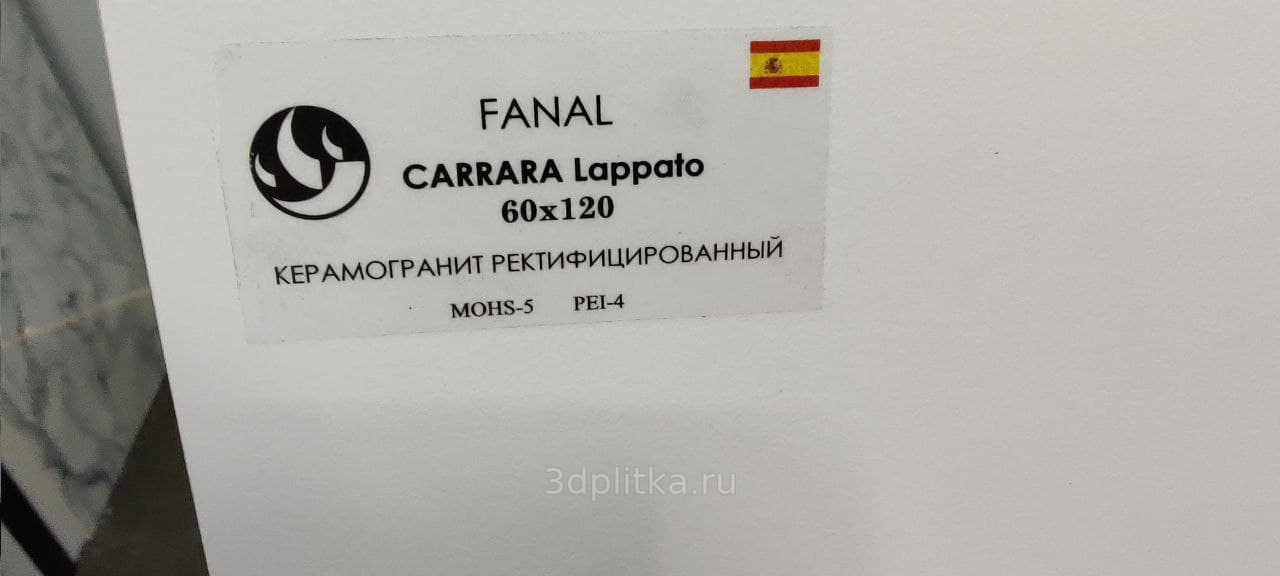 FANAL
CARRARA Lappato
60x120
КЕРАМОГРАНИТ РЕКТИФИЦИРОВАННЫЙ
MOHS-5 PEI-4
3dplitka.ru